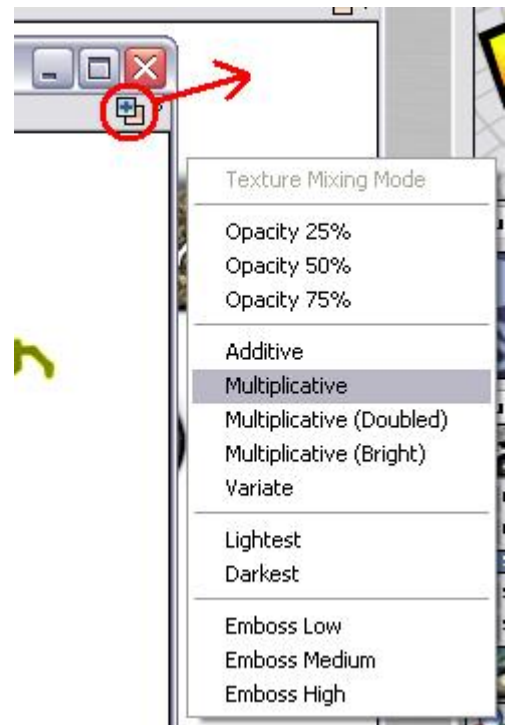 Texture Mixing Mode
Opacity 25%
Opacity 50%
Opacity 75%
Additive
Multiplicative
Multiplicative (Doubled)
Multiplicative (Bright)
Variate
Lightest
Darkest
Emboss Low
Emboss Medium
Emboss High